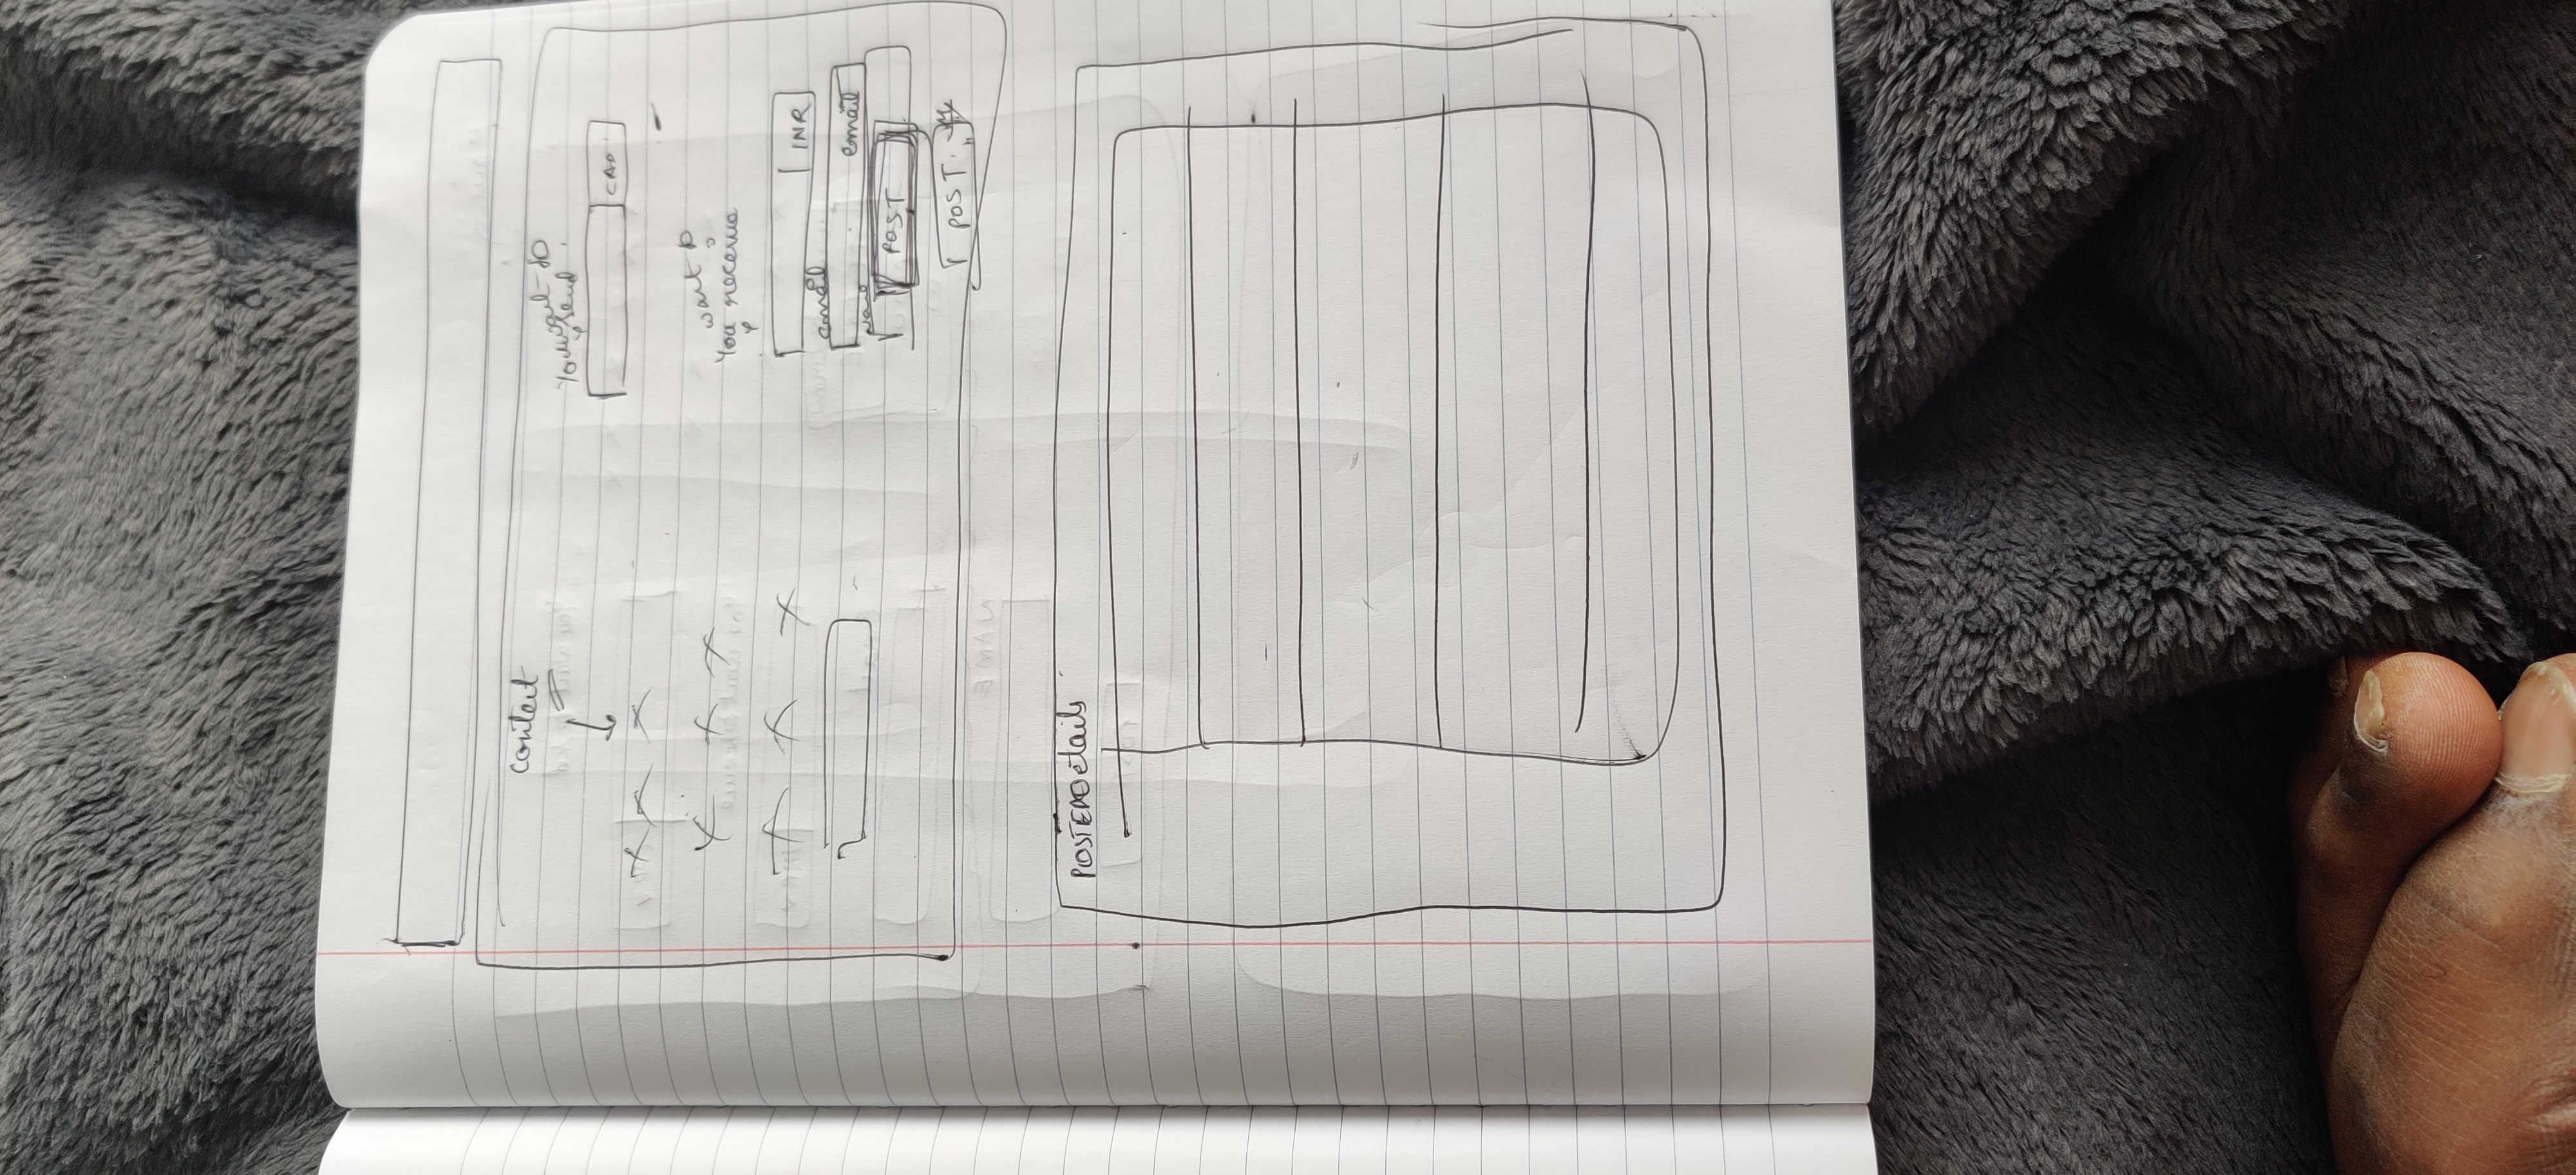 Content
You want to
send
CAD
want to
You receive
INR
email
email
name
POST
POST
POSTED Details